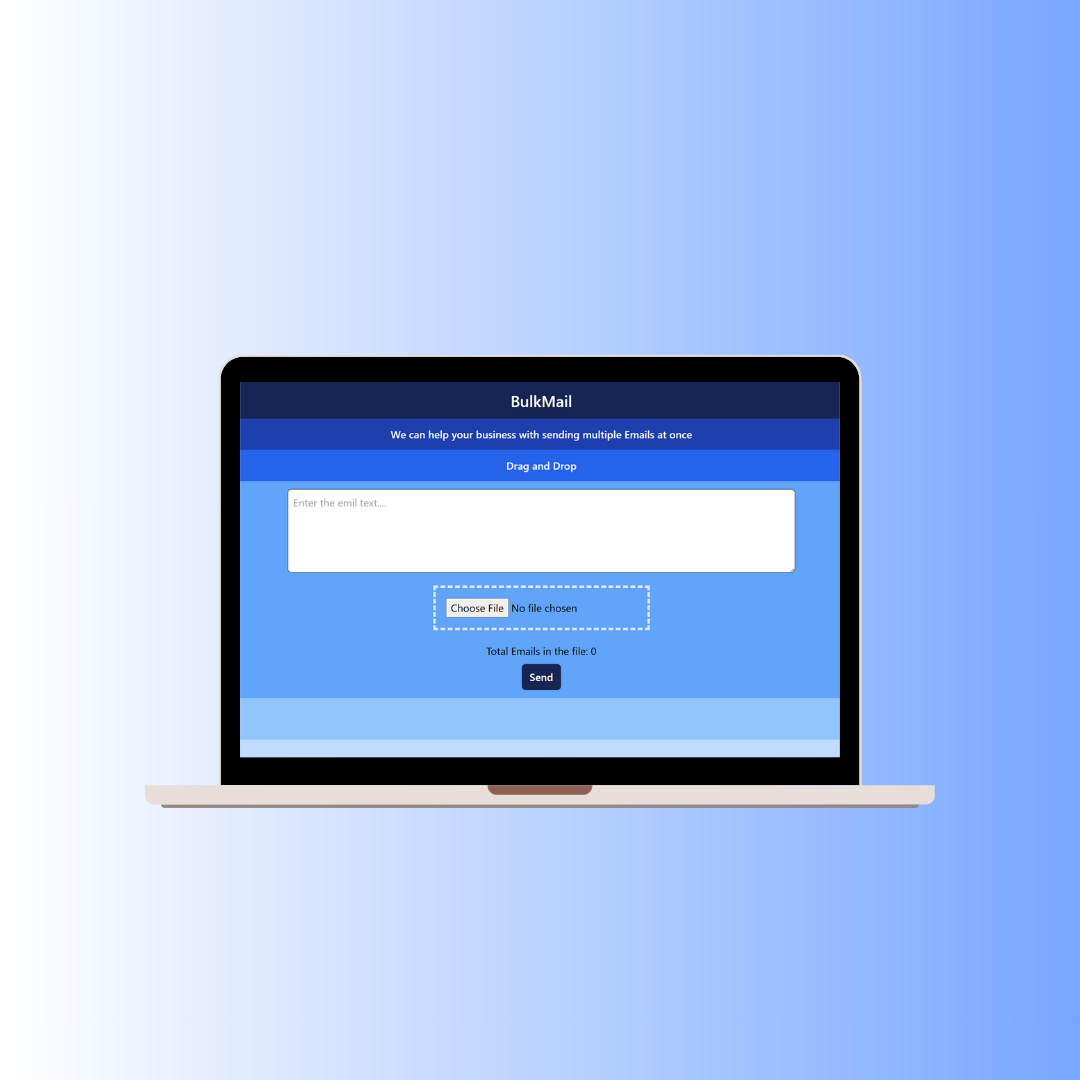 BulkMail
We can help your business with sending multiple Emails at once
Drag and Drop
Enter the emil text....
Choose File No file chosen
Total Emails in the file: 0
Send